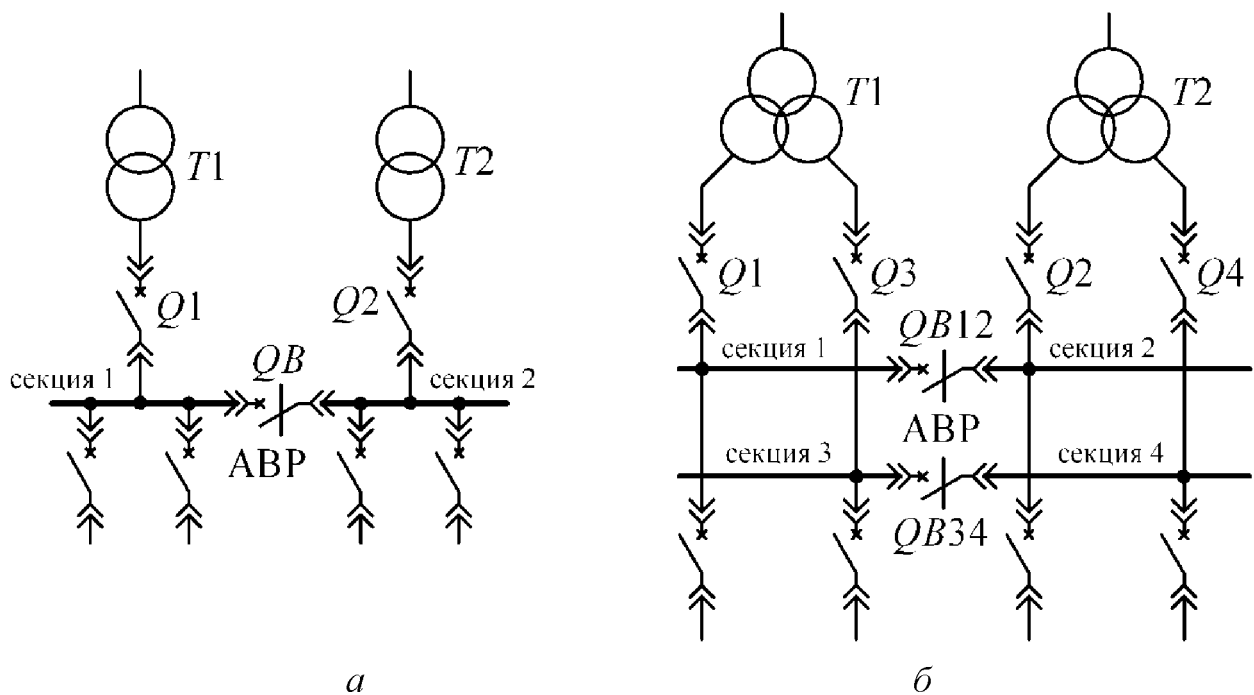 T1
T2
Q1
Q2
секция 1
QB
секция 2
АВР
а
T1
T2
Q1
Q3
Q2
Q4
QB12
секция 1
секция 2
АВР
секция 3
секция 4
QB34
б